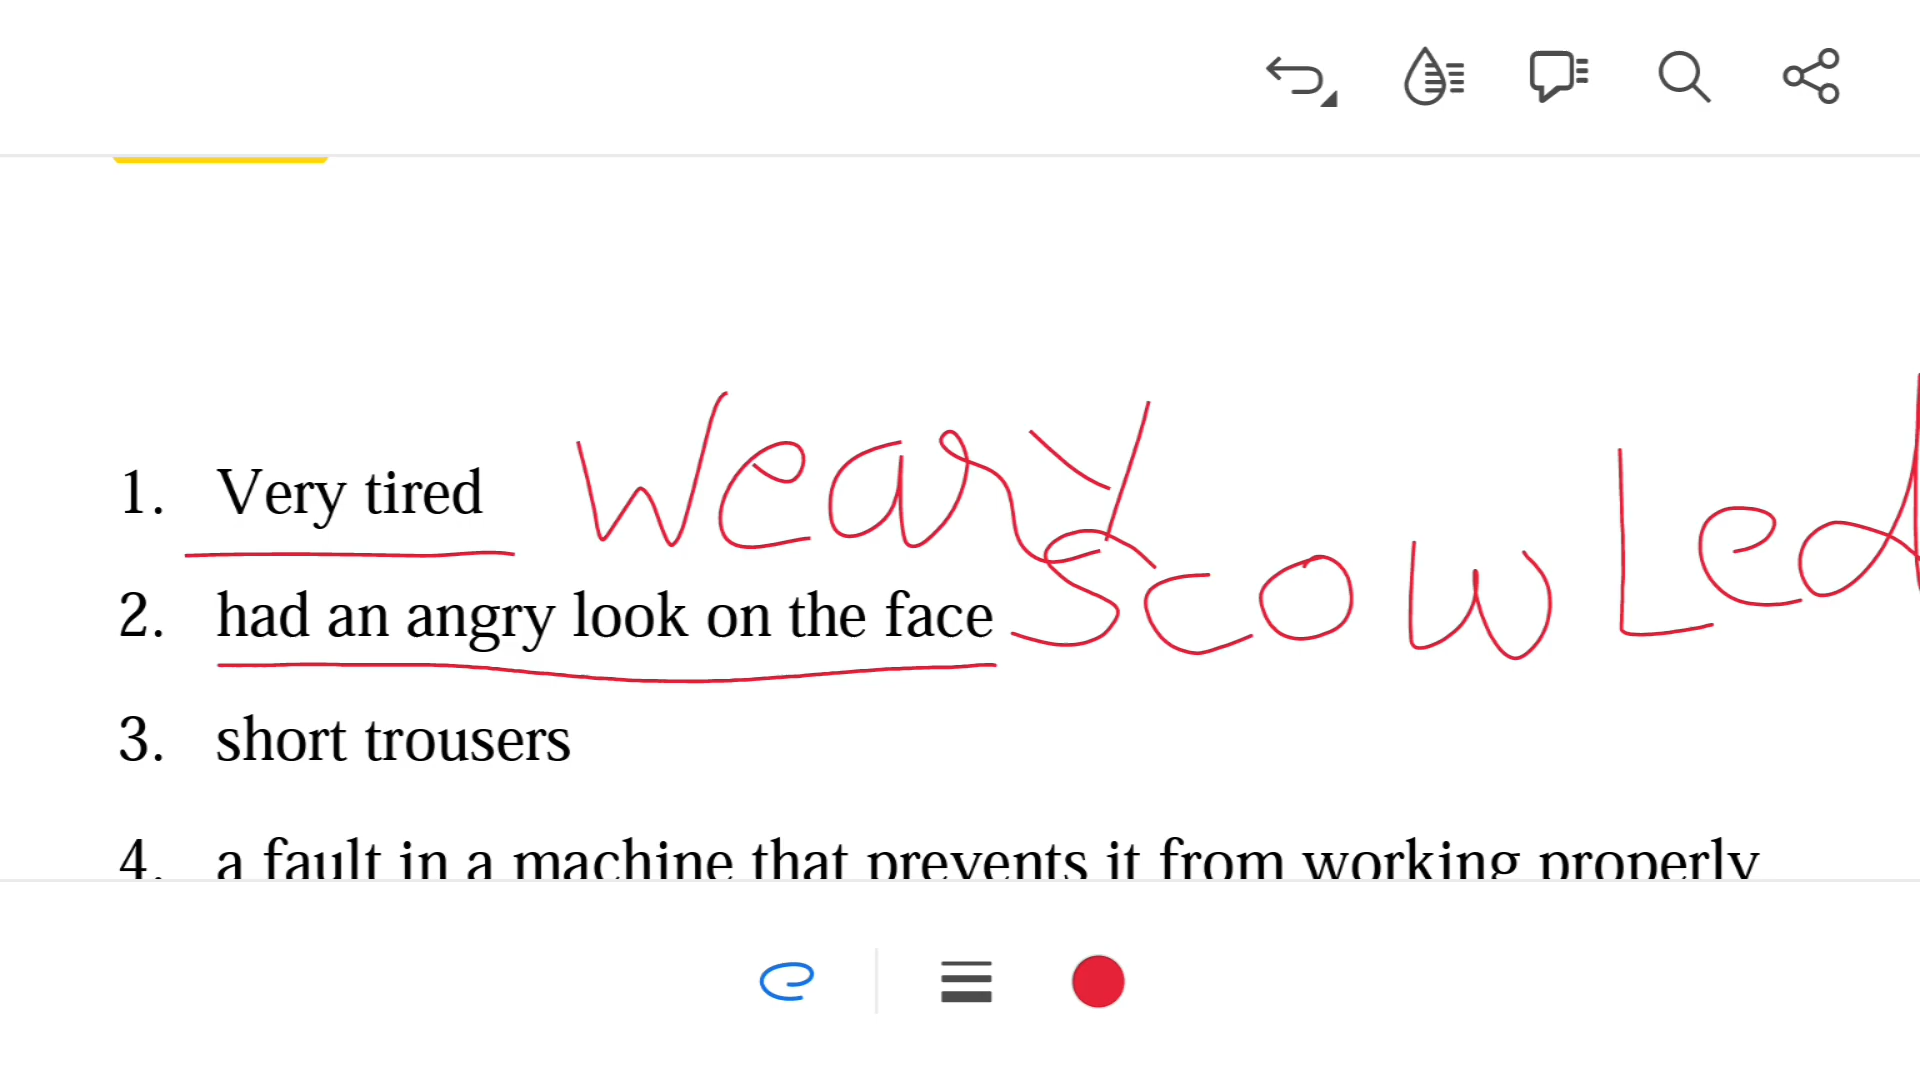 1. Very tired Weary
2. had an angry look on the face Scowled
3. short trousers
4. a fault in a machine that prevents it from working properly